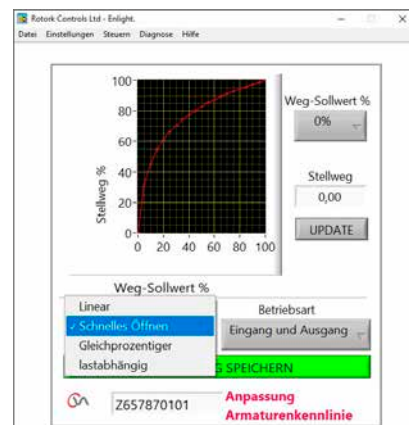 Rotork Controls Ltd - Enlight.
Datei Einstellungen Steuern Diagnose Hilfe
100
80
60
40
20
0
Stellweg %
0 20 40 60 80 100
Weg-Sollwert %
Weg-Sollwert %
0%
Stellweg
0,00
UPDATE
Linear
✓ Schnelles Öffnen
Gleichprozentiger
lastabhängig
Betriebsart
Eingang und Ausgang
G SPEICHERN
Z657870101
Anpassung
Armaturenkennlinie